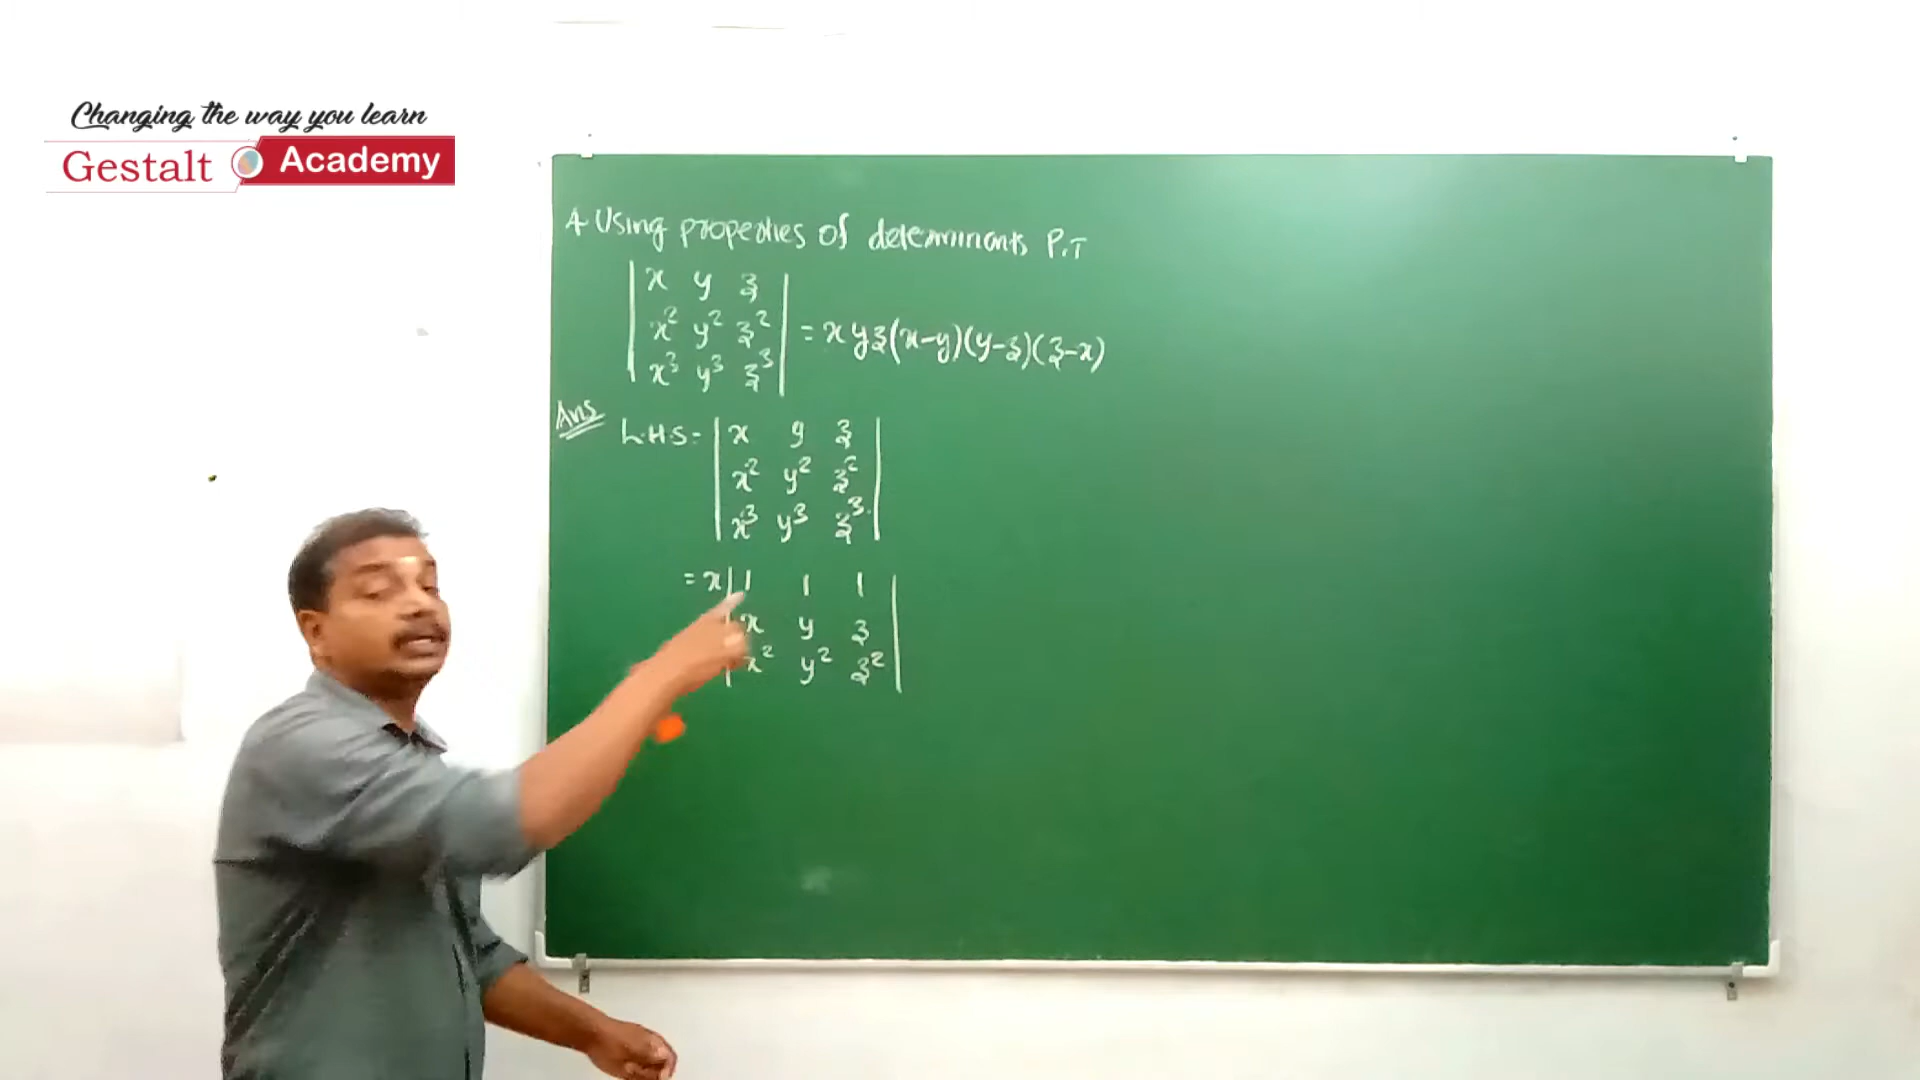 Changing the way you learn
Gestalt Academy
4 Using properties of determinants P.T
| x y z |
| x² y² z² | = xyz(x-y)(y-z)(z-x)
| x³ y³ z³ |
Ans
L.H.S = | x y z |
| x² y² z² |
| x³ y³ z³ |
= x | 1 1 1 |
| x y z |
| x² y² z² |